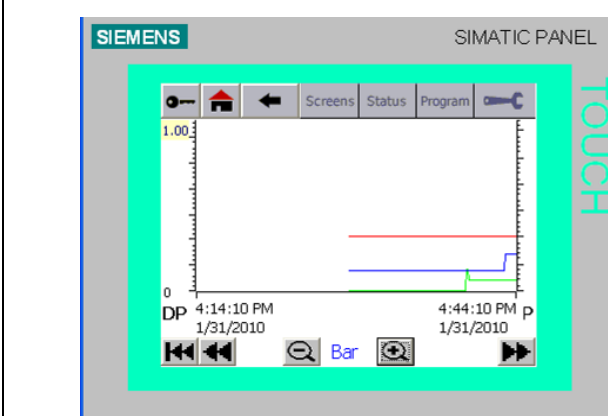 SIEMENS
SIMATIC PANEL
TOUCH
Screens Status Program
1.00
0
DP 4:14:10 PM 4:44:10 PM P
1/31/2010 1/31/2010
Bar